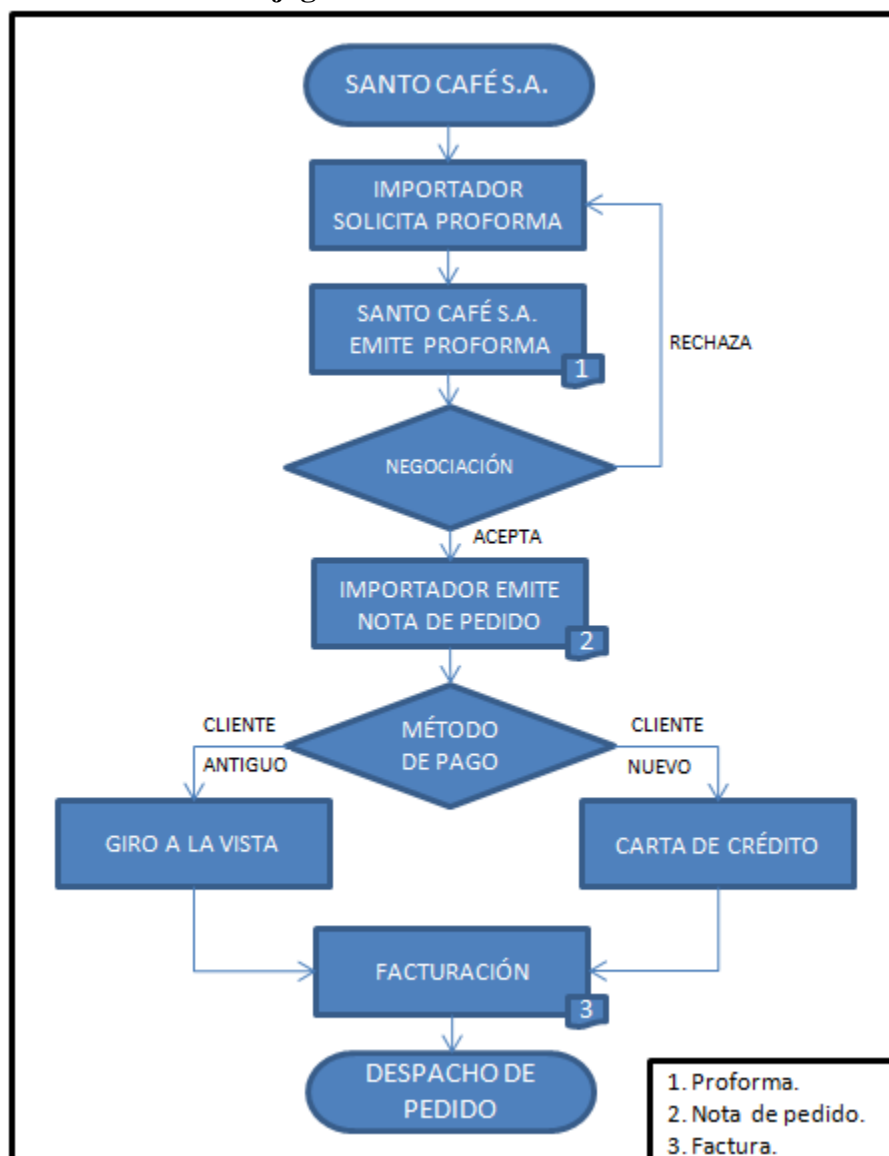 SANTO CAFÉ S.A.
IMPORTADOR
SOLICITA PROFORMA
SANTO CAFÉ S.A.
EMITE PROFORMA
1
RECHAZA
NEGOCIACIÓN
ACEPTA
IMPORTADOR EMITE
NOTA DE PEDIDO
2
CLIENTE
ANTIGUO
MÉTODO
DE PAGO
CLIENTE
NUEVO
GIRO A LA VISTA
CARTA DE CRÉDITO
FACTURACIÓN
3
DESPACHO DE
PEDIDO
1. Proforma.
2. Nota de pedido.
3. Factura.